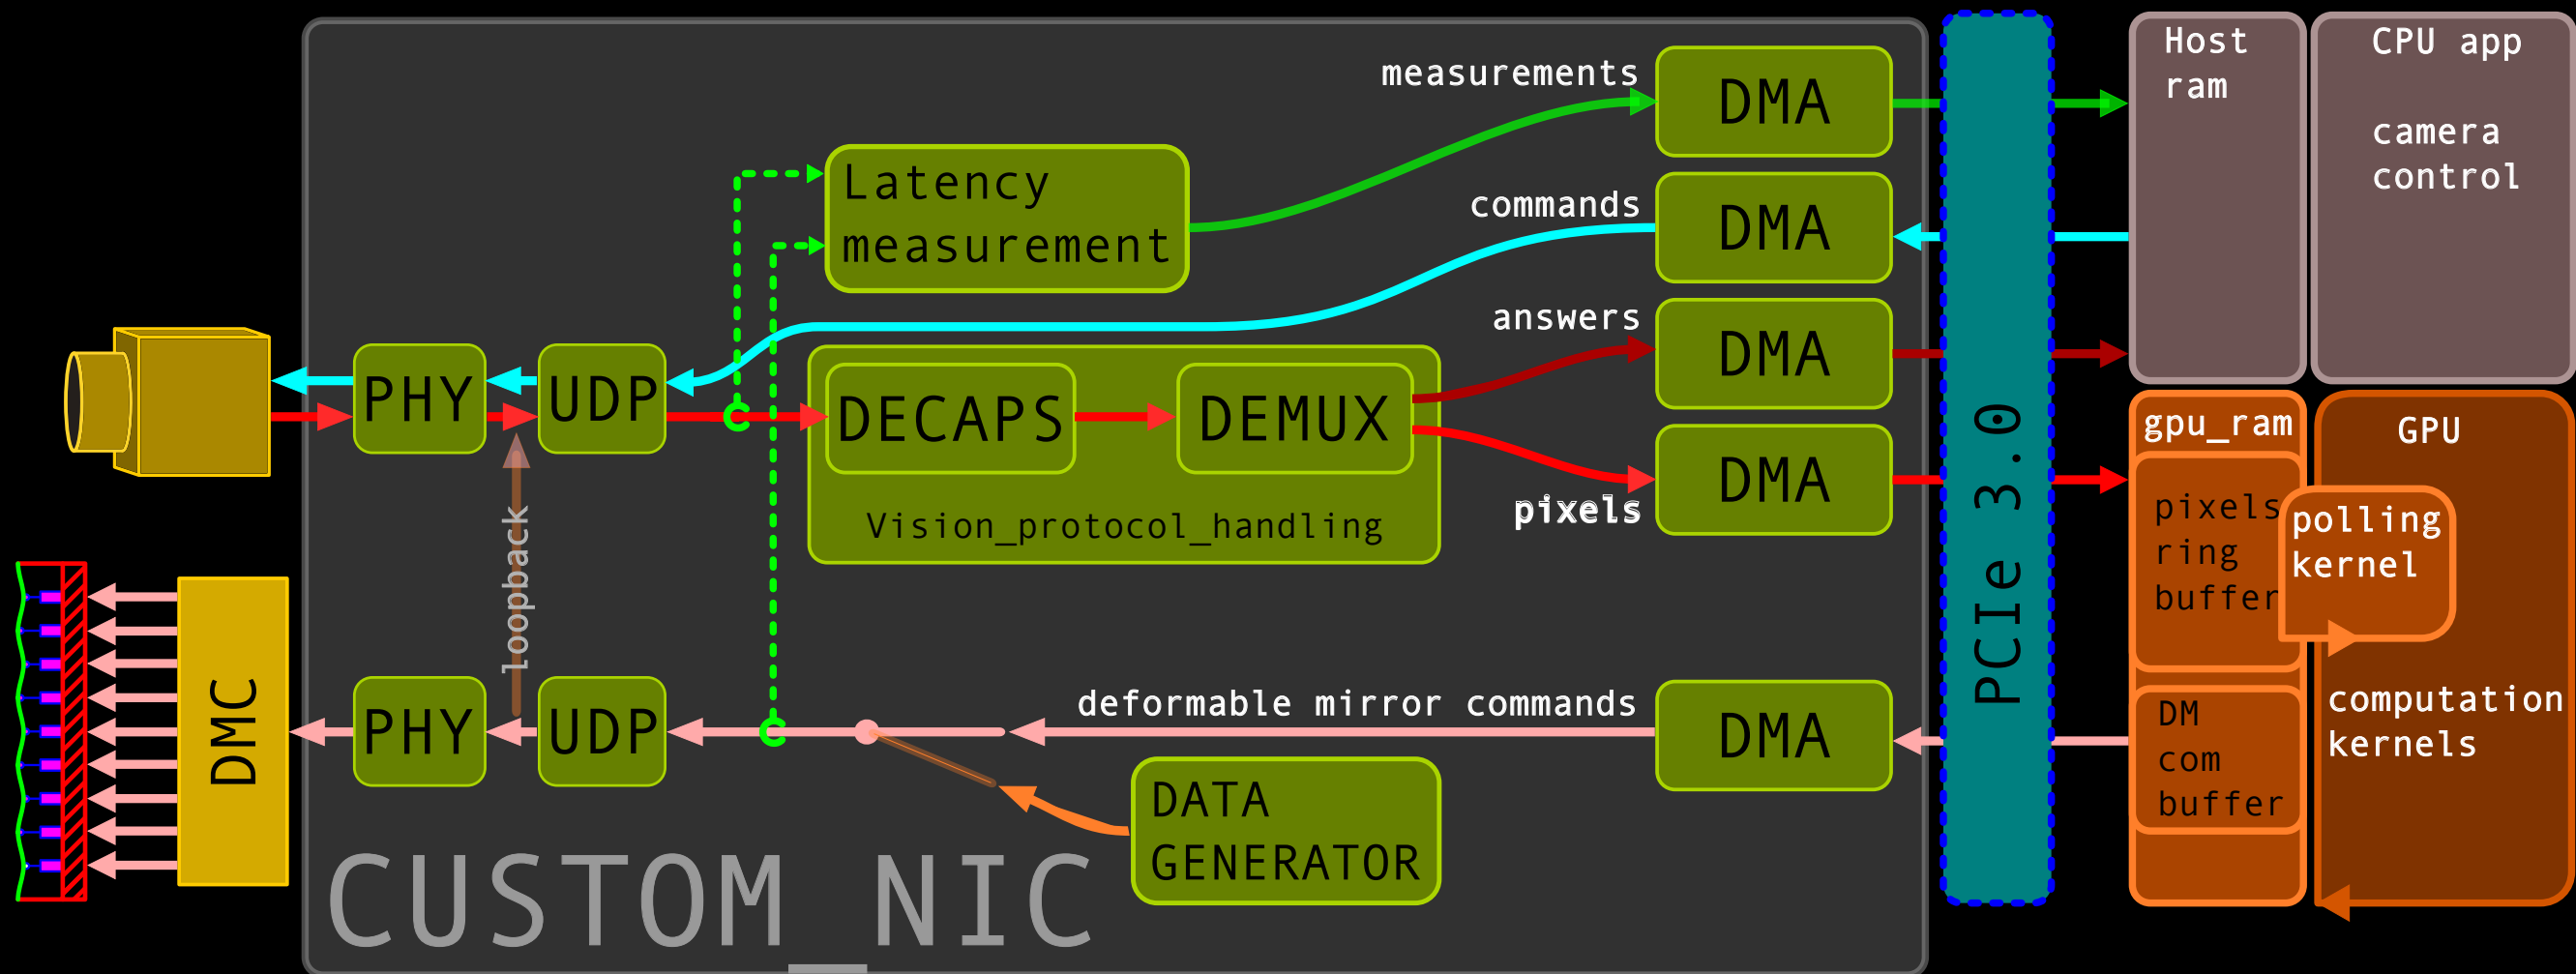 measurements
DMA
Host
ram
CPU app
camera
control
Latency
measurement
commands
DMA
answers
DMA
PHY
UDP
DECAPS
DEMUX
Vision_protocol_handling
pixels
DMA
PCIe 3.0
gpu_ram
GPU
pixels
ring
buffer
polling
kernel
loopback
DMC
PHY
UDP
deformable mirror commands
DMA
DM
com
buffer
computation
kernels
DATA
GENERATOR
CUSTOM_NIC